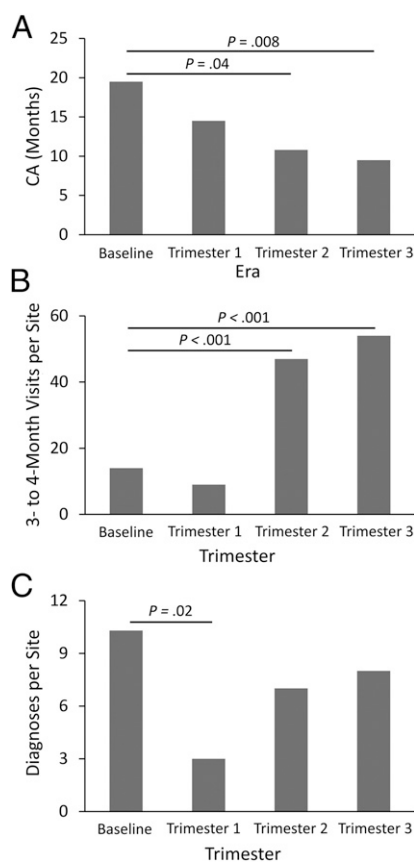 A
P = .008
P = .04
25
20
15
10
5
0
CA (Months)
Baseline Trimester 1 Trimester 2 Trimester 3
Era
B
P < .001
P < .001
60
40
20
0
3- to 4-Month Visits per Site
Baseline Trimester 1 Trimester 2 Trimester 3
Trimester
C
P = .02
12
9
6
3
0
Diagnoses per Site
Baseline Trimester 1 Trimester 2 Trimester 3
Trimester